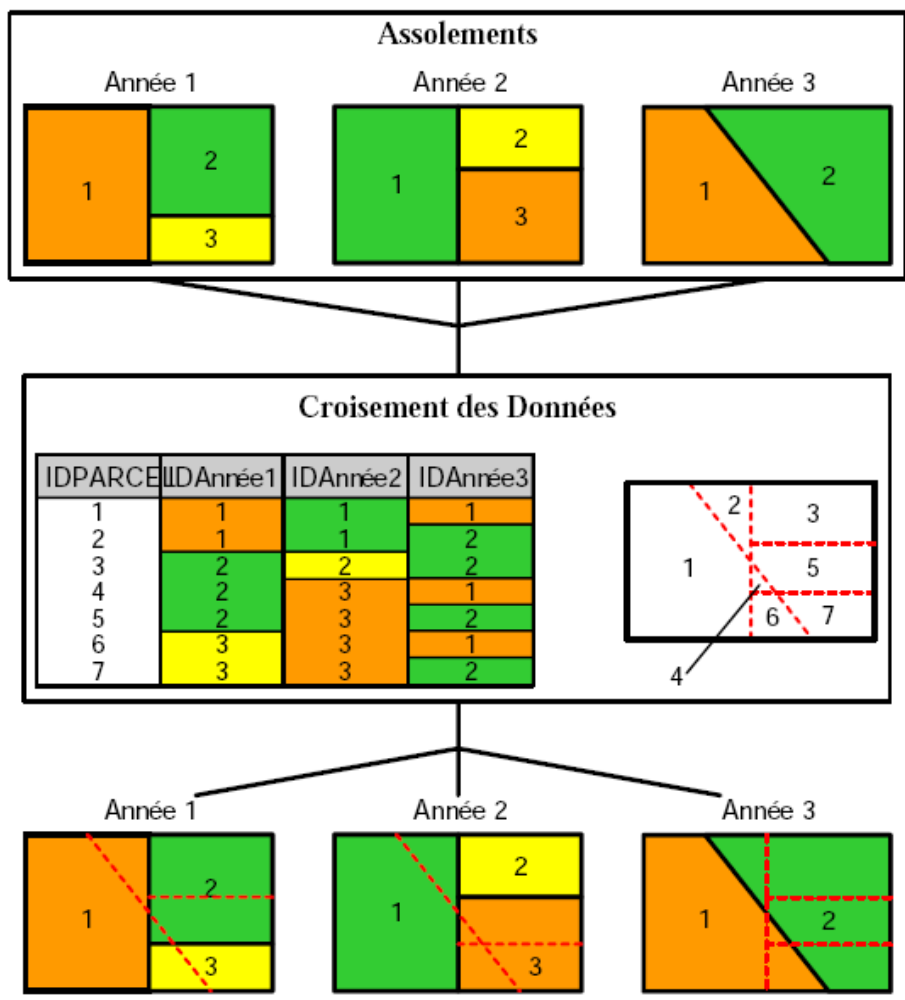 Assolements
Année 1 Année 2 Année 3
1 2 3 1 2 3 1 2
Croisement des Données
IDPARCELL IDAnnée1 IDAnnée2 IDAnnée3
1 1 1 1
2 1 1 2
3 2 2 2
4 2 3 1
5 2 3 2
6 3 3 1
7 3 3 2
1 2 3 5 6 7 4
Année 1 Année 2 Année 3
1 2 3 1 2 3 1 2